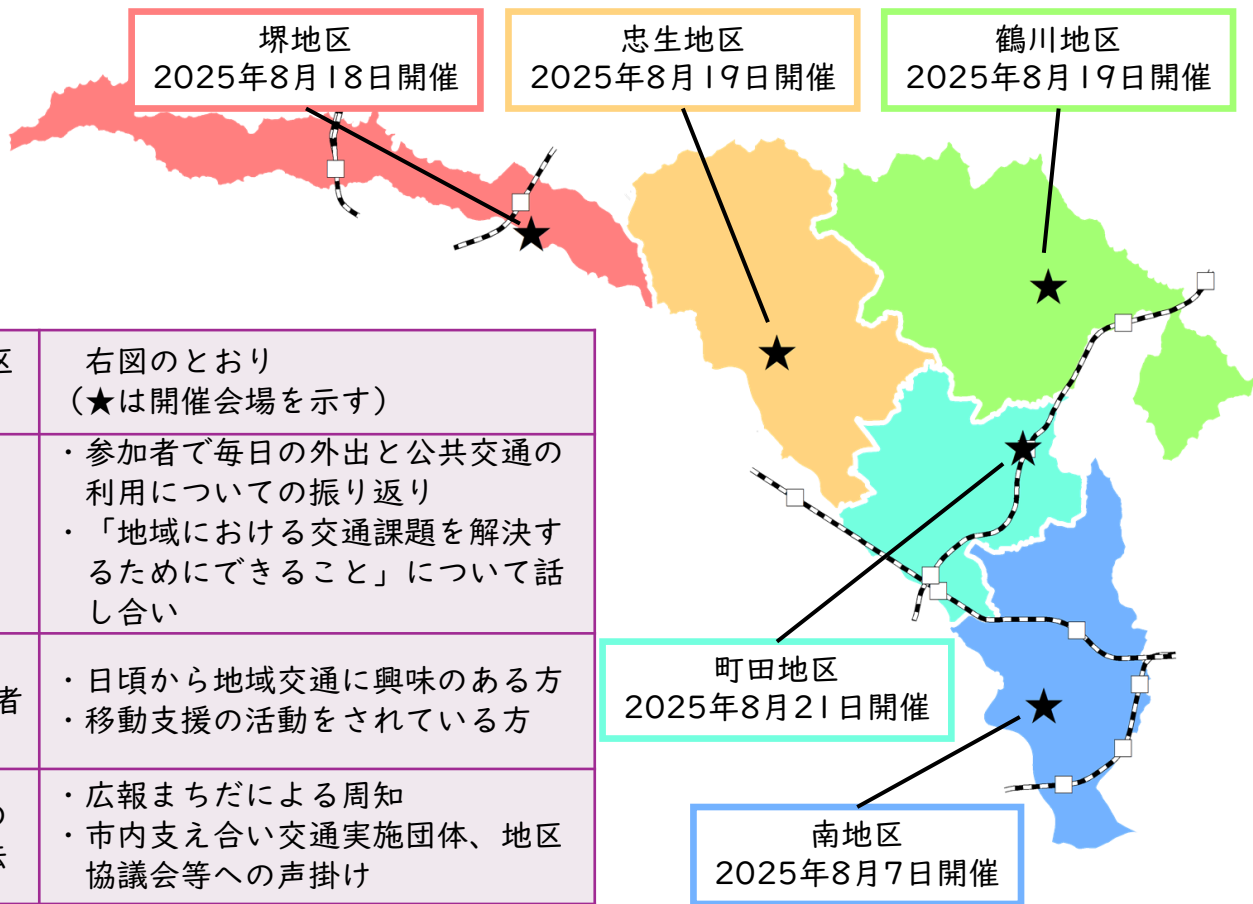 堺地区
2025年8月18日開催
忠生地区
2025年8月19日開催
鶴川地区
2025年8月19日開催
区
右図のとおり
（★は開催会場を示す）
・参加者で毎日の外出と公共交通の
利用についての振り返り
・「地域における交通課題を解決す
るためにできること」について話
し合い
者
・日頃から地域交通に興味のある方
・移動支援の活動をされている方
の
・広報まちだによる周知
・市内支え合い交通実施団体、地区
協議会等への声掛け
町田地区
2025年8月21日開催
南地区
2025年8月7日開催